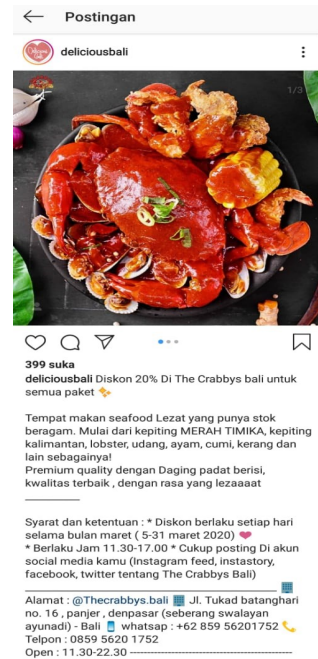 Postingan
deliciousbali
1/3
399 suka
deliciousbali Diskon 20% Di The Crabbys bali untuk
semua paket
Tempat makan seafood Lezat yang punya stok
beragam. Mulai dari kepiting MERAH TIMIKA, kepiting
kalimantan, lobster, udang, ayam, cumi, kerang dan
lain sebagainya!
Premium quality dengan Daging padat berisi,
kwalitas terbaik , dengan rasa yang lezaaaat
___________
Syarat dan ketentuan : * Diskon berlaku setiap hari
selama bulan maret ( 5-31 maret 2020)
* Berlaku Jam 11.30-17.00 * Cukup posting Di akun
social media kamu (Instagram feed, instastory,
facebook, twitter tentang The Crabbys Bali)
___________________________________
Alamat : @Thecrabbys.bali Jl. Tukad batanghari
no. 16 , panjer , denpasar (seberang swalayan
ayunadi) - Bali whatsap : +62 859 56201752
Telpon : 0859 5620 1752
Open : 11.30-22.30 ------------------------------------